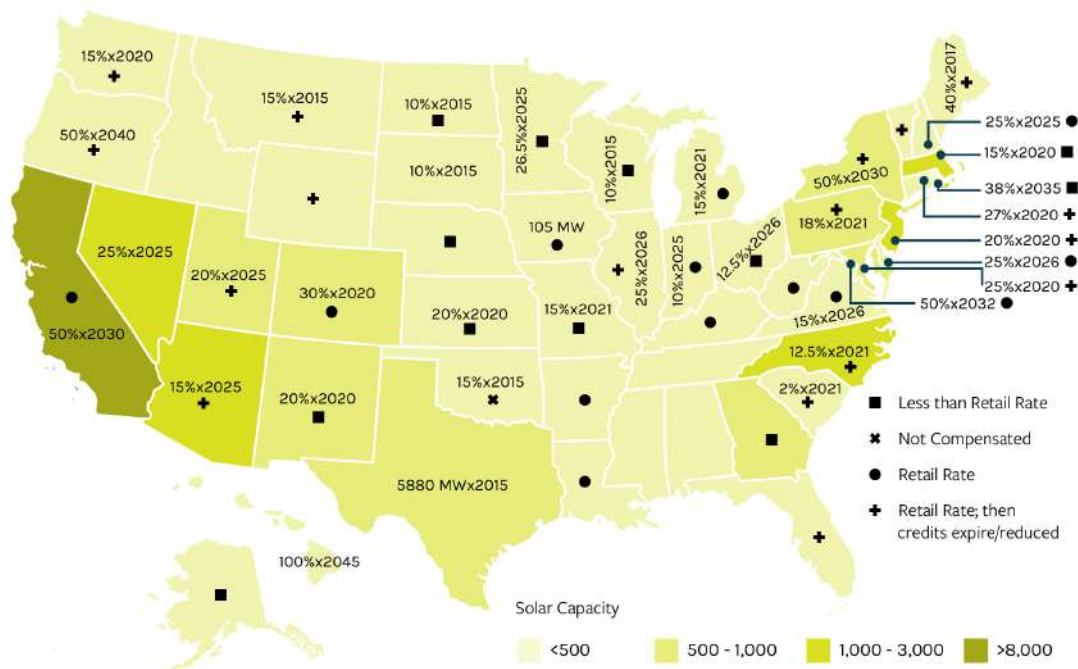 15%x2020
50%x2040
15%x2015
10%x2015
10%x2015
26.5%x2025
10%x2015
15%x2021
40%x2017
25%x2025
15%x2020
38%x2035
27%x2020
20%x2020
25%x2026
25%x2020
50%x2032
50%x2030
18%x2021
50%x2030
25%x2025
20%x2025
30%x2020
105 MW
20%x2020
15%x2021
25%x2026
10%x2025
12.5%x2026
15%x2026
12.5%x2021
2%x2021
15%x2025
20%x2020
15%x2015
5880 MWx2015
100%x2045
Less than Retail Rate
Not Compensated
Retail Rate
Retail Rate; then
credits expire/reduced
Solar Capacity
<500
500 - 1,000
1,000 - 3,000
>8,000